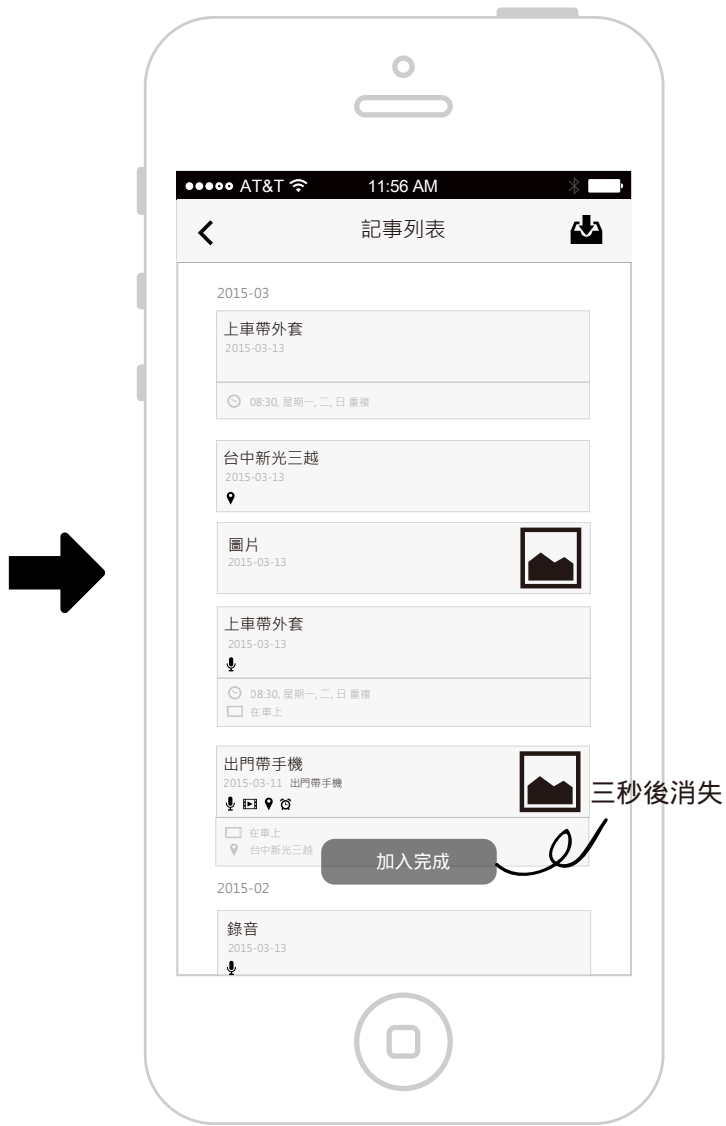 AT&T 11:56 AM
記事列表
2015-03
上車帶外套
2015-03-13
08:30, 星期一, 二, 日 重複
台中新光三越
2015-03-13
圖片
2015-03-13
上車帶外套
2015-03-13
08:30, 星期一, 二, 日 重複
在車上
出門帶手機
2015-03-11 出門帶手機
三秒後消失
在車上
台中新光三越
加入完成
2015-02
錄音
2015-03-13